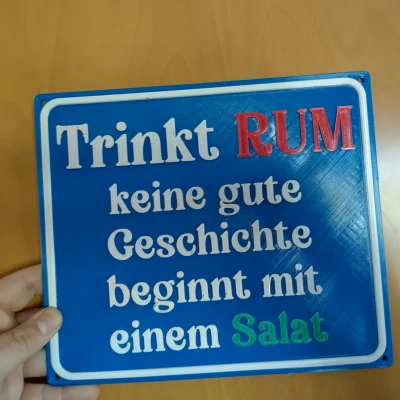 Trinkt RUM
keine gute
Geschichte
beginnt mit
einem Salat